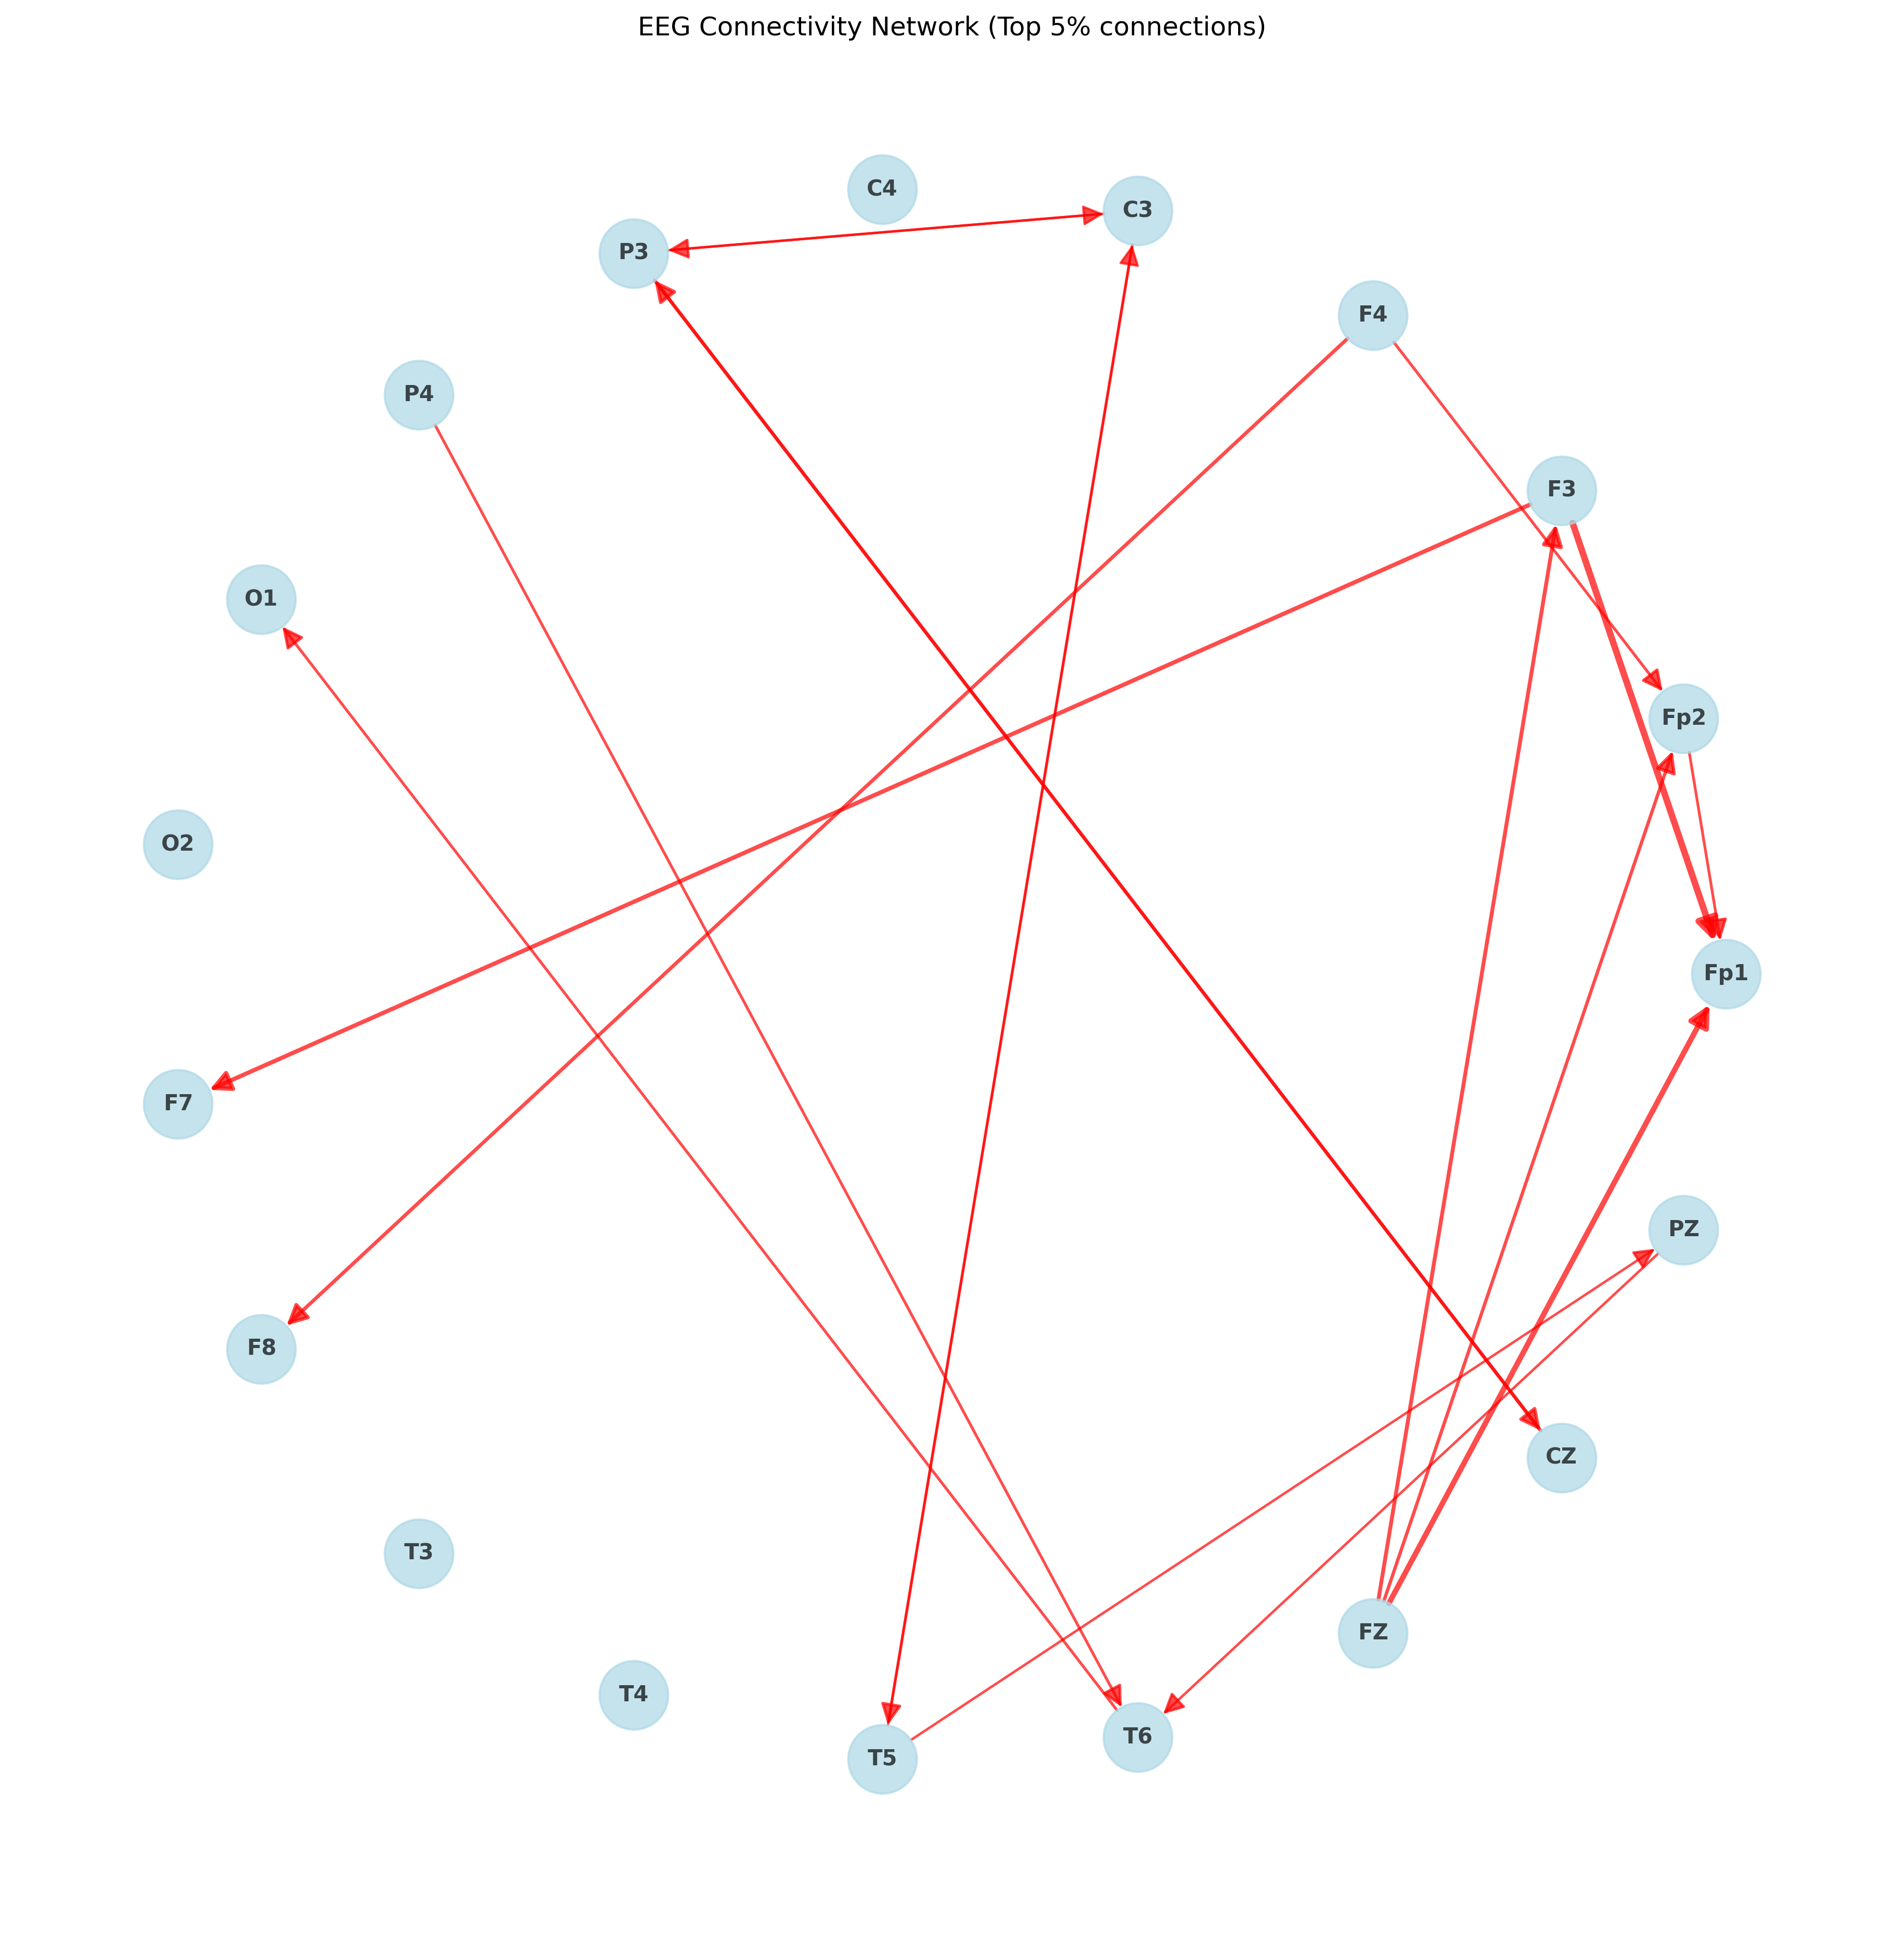 EEG Connectivity Network (Top 5% connections)
C4
C3
P3
F4
P4
F3
O1
Fp2
O2
Fp1
F7
PZ
F8
CZ
T3
FZ
T4
T6
T5